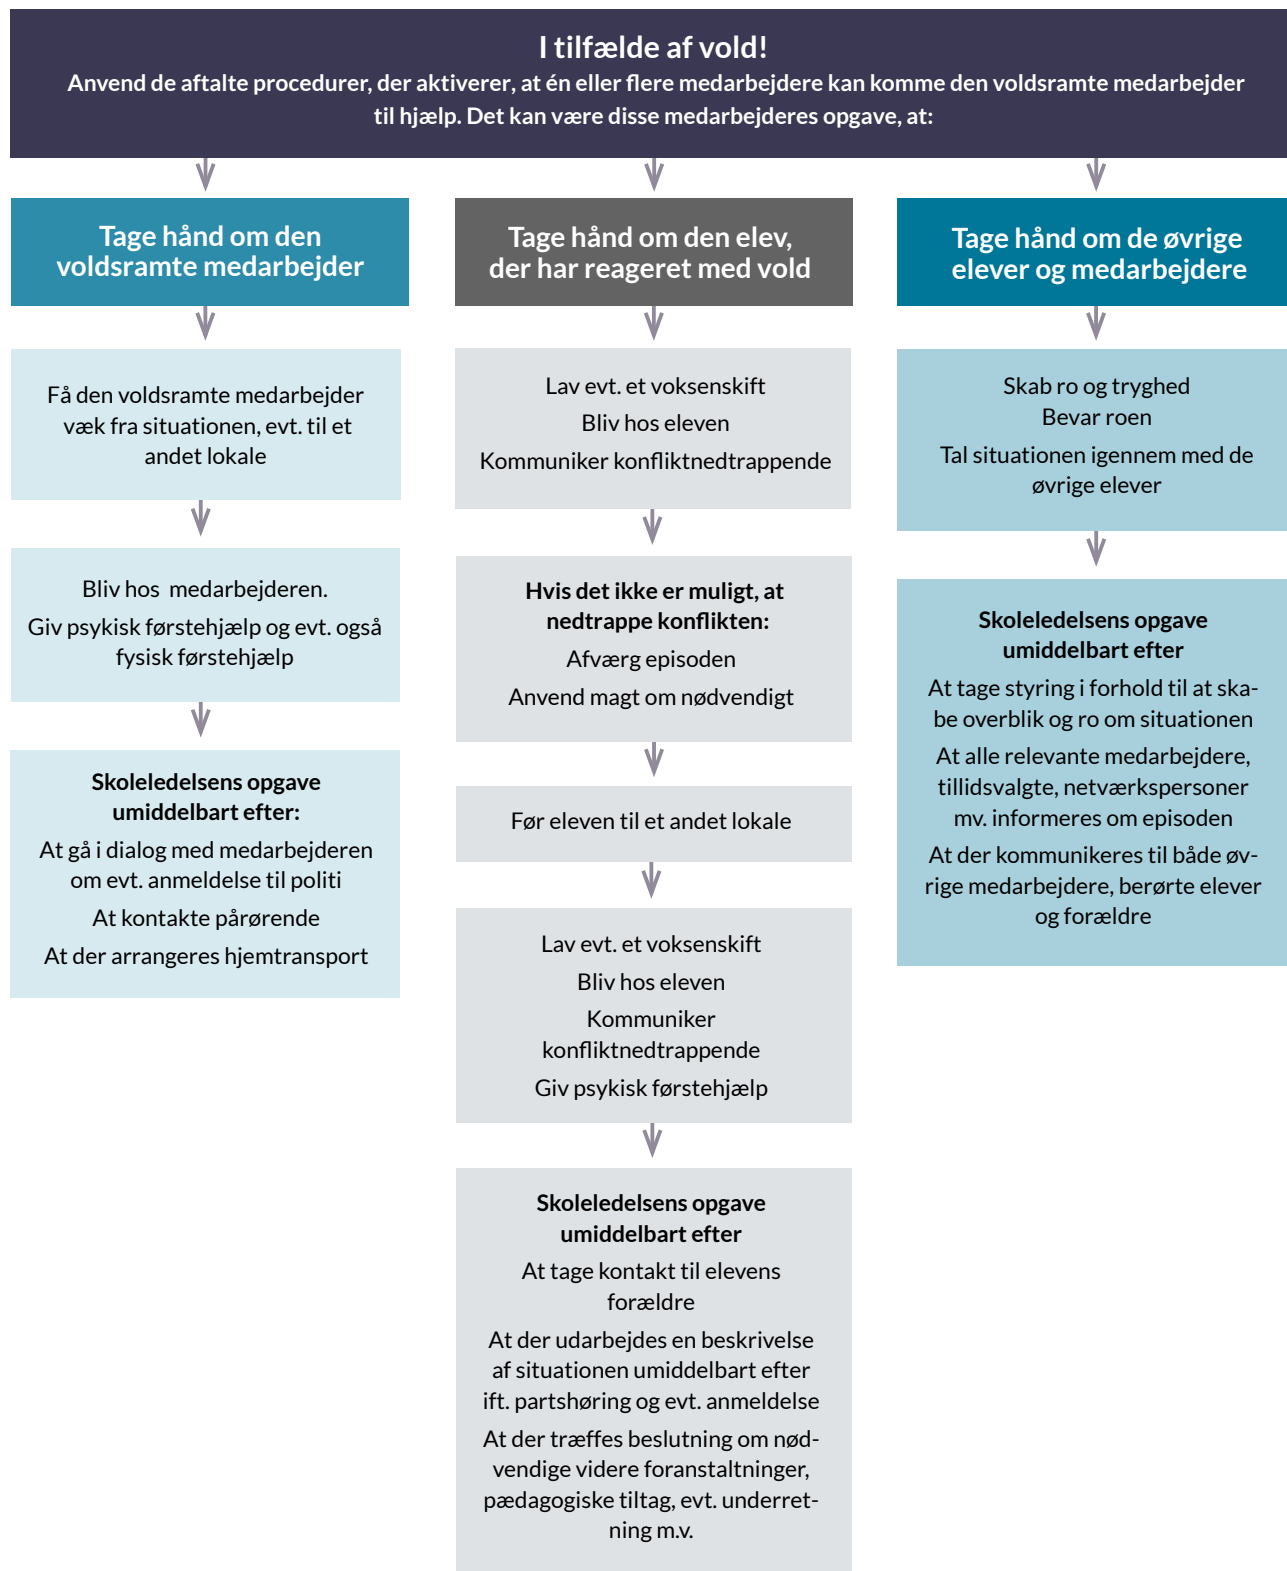 I tilfælde af vold!
Anvend de aftalte procedurer, der aktiverer, at én eller flere medarbejdere kan komme den voldsramte medarbejder
til hjælp. Det kan være disse medarbejderes opgave, at:
Tage hånd om den
voldsramte medarbejder
Få den voldsramte medarbejder
væk fra situationen, evt. til et
andet lokale
Bliv hos medarbejderen.
Giv psykisk førstehjælp og evt. også
fysisk førstehjælp
Skoleledelsens opgave
umiddelbart efter:
At gå i dialog med medarbejderen
om evt. anmeldelse til politi
At kontakte pårørende
At der arrangeres hjemtransport
Tage hånd om den elev,
der har reageret med vold
Lav evt. et voksenskift
Bliv hos eleven
Kommuniker konfliktnedtrappende
Hvis det ikke er muligt, at
nedtrappe konflikten:
Afværg episoden
Anvend magt om nødvendigt
Før eleven til et andet lokale
Lav evt. et voksenskift
Bliv hos eleven
Kommuniker
konfliktnedtrappende
Giv psykisk førstehjælp
Skoleledelsens opgave
umiddelbart efter
At tage kontakt til elevens
forældre
At der udarbejdes en beskrivelse
af situationen umiddelbart efter
ift. partshøring og evt. anmeldelse
At der træffes beslutning om nød-
vendige videre foranstaltninger,
pædagogiske tiltag, evt. underret-
ning m.v.
Tage hånd om de øvrige
elever og medarbejdere
Skab ro og tryghed
Bevar roen
Tal situationen igennem med de
øvrige elever
Skoleledelsens opgave
umiddelbart efter
At tage styring i forhold til at ska-
be overblik og ro om situationen
At alle relevante medarbejdere,
tillidsvalgte, netværkspersoner
mv. informeres om episoden
At der kommunikeres til både øv-
rige medarbejdere, berørte elever
og forældre